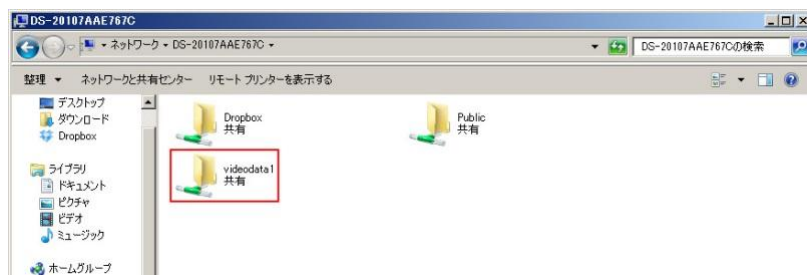 DS-20107AAE767C
ネットワーク ▸ DS-20107AAE767C
DS-20107AAE767Cの検索
整理 ネットワークと共有センター リモート プリンターを表示する
デスクトップ
ダウンロード
Dropbox
ライブラリ
ドキュメント
ピクチャ
ビデオ
ミュージック
ホームグループ
Dropbox
共有
Public
共有
videodata1
共有